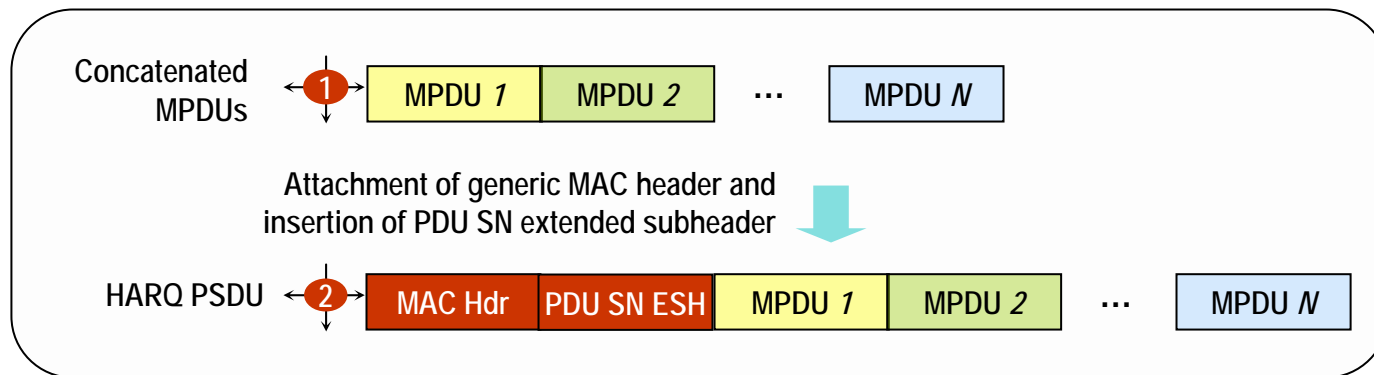 Concatenated
MPDUs
1
MPDU 1
MPDU 2
...
MPDU N
Attachment of generic MAC header and
insertion of PDU SN extended subheader
HARQ PSDU
2
MAC Hdr
PDU SN ESH
MPDU 1
MPDU 2
...
MPDU N